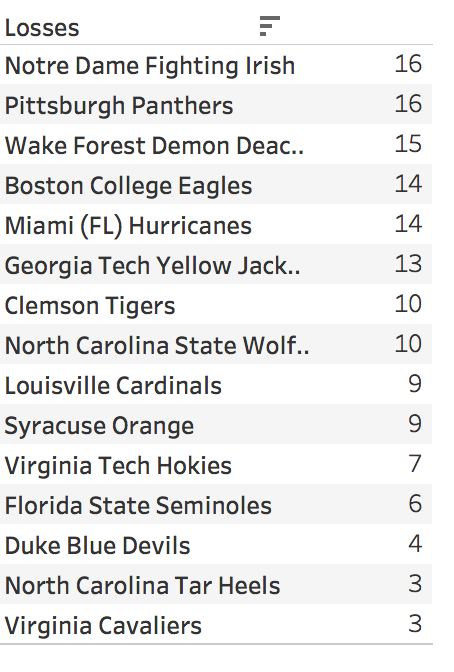 Losses
Notre Dame Fighting Irish 16
Pittsburgh Panthers 16
Wake Forest Demon Deac.. 15
Boston College Eagles 14
Miami (FL) Hurricanes 14
Georgia Tech Yellow Jack.. 13
Clemson Tigers 10
North Carolina State Wolf.. 10
Louisville Cardinals 9
Syracuse Orange 9
Virginia Tech Hokies 7
Florida State Seminoles 6
Duke Blue Devils 4
North Carolina Tar Heels 3
Virginia Cavaliers 3